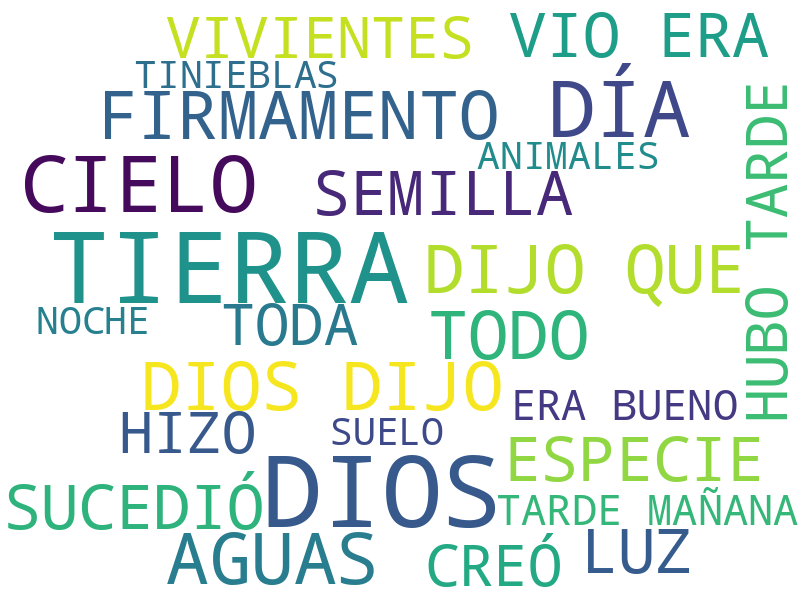 VIVIENTES
VIO ERA
TINIEBLAS
FIRMAMENTO
DÍA
ANIMALES
CIELO
SEMILLA
HUBO TARDE
TIERRA
DIJO QUE
NOCHE
TODA
TODO
DIOS DIJO
ERA BUENO
HIZO
SUELO
ESPECIE
DIOS
SUCEDIÓ
TARDE MAÑANA
AGUAS
CREÓ
LUZ